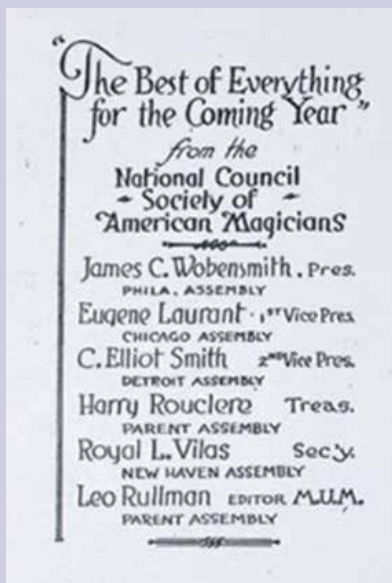 "The Best of Everything
for the Coming Year"
from the
National Council
Society of
American Magicians
James C. Wobensmith, Pres.
PHILA. ASSEMBLY
Eugene Laurant 1ST Vice Pres.
CHICAGO ASSEMBLY
C. Elliot Smith 2ND Vice Pres.
DETROIT ASSEMBLY
Harry Rouclere Treas.
PARENT ASSEMBLY
Royal L. Vilas Sec'y.
NEW HAVEN ASSEMBLY
Leo Rullman EDITOR M.U.M.
PARENT ASSEMBLY